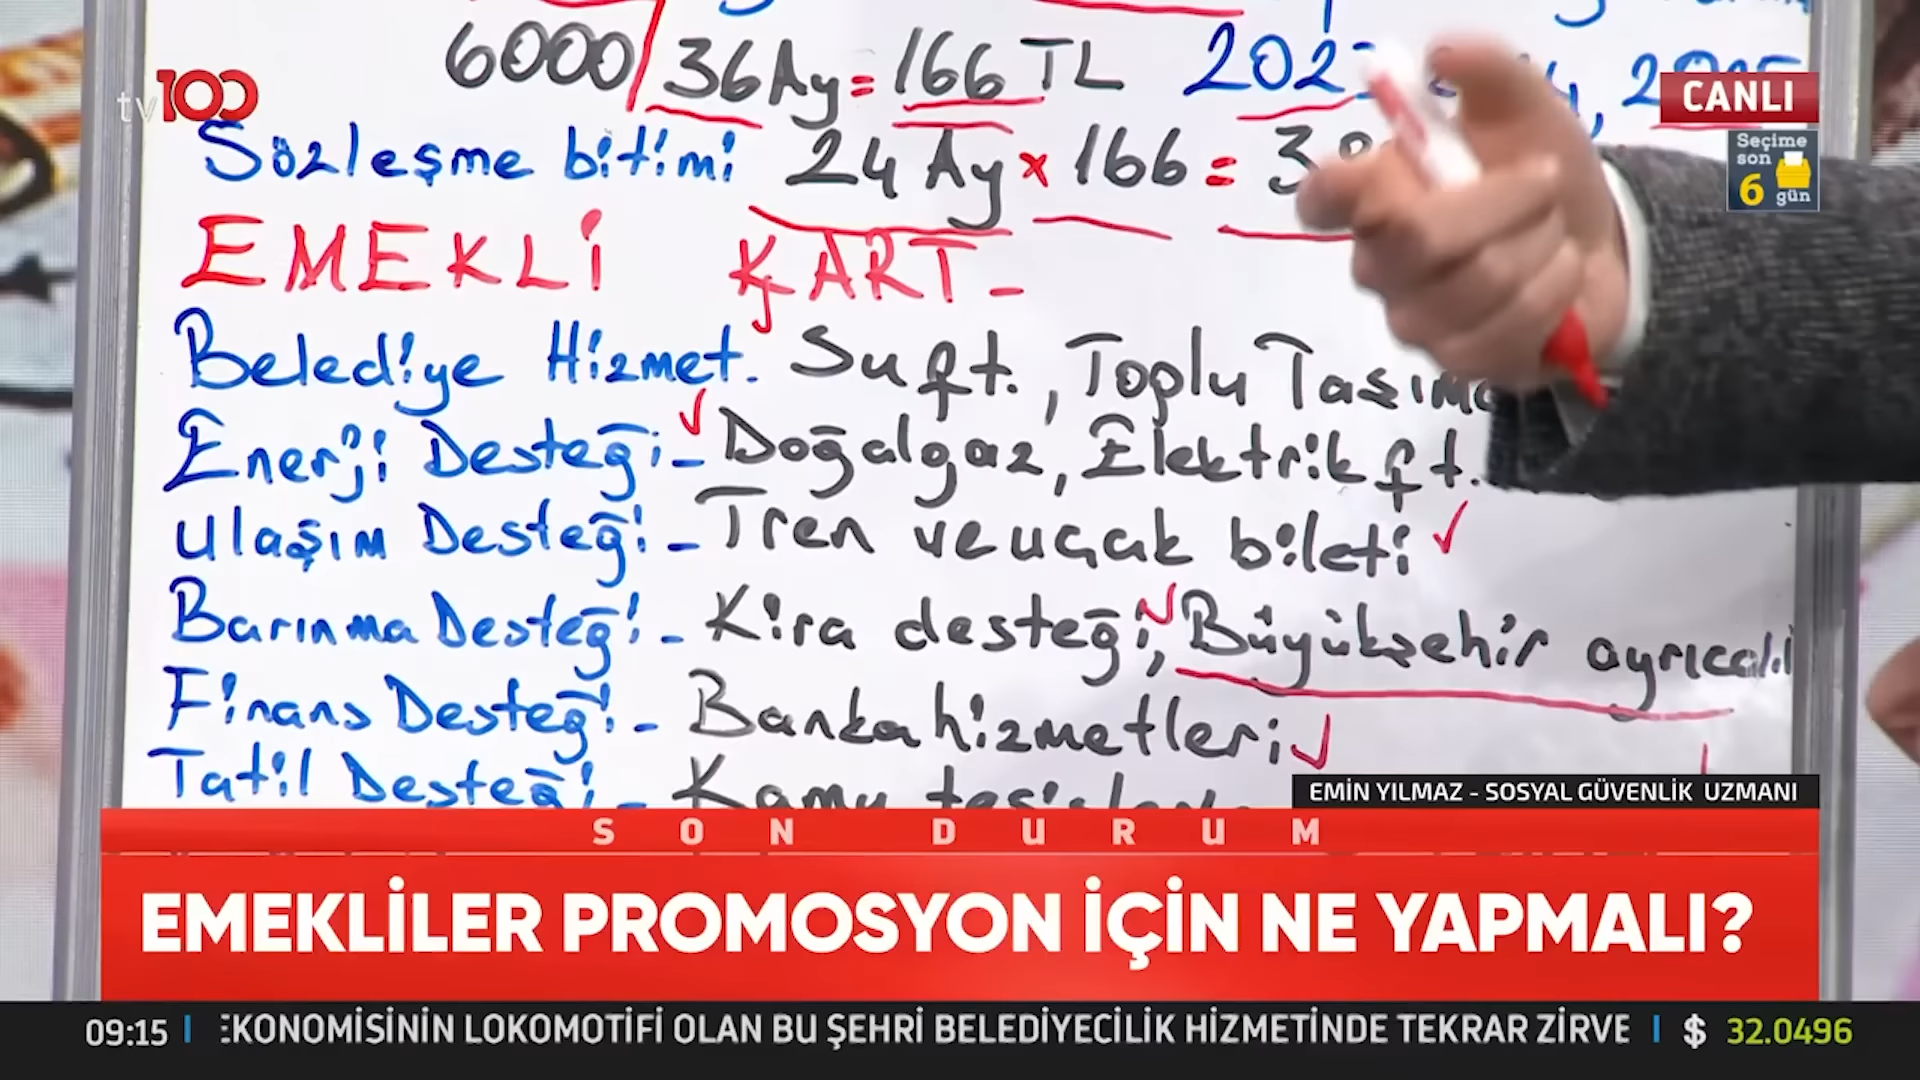 6000/36Ay=166 TL
tv100
CANLI
Sözleşme bitimi 24 Ay x 166 =
Seçime
son
6 gün
EMEKLİ KART -
Belediye Hizmet. Su ft., Toplu Taşıma
Enerji Desteği - Doğalgaz, Elektrik ft.
Ulaşım Desteği - Tren ve uçak bileti
Barınma Desteği - Kira desteği, Büyükşehir ayrıcalı
Finans Desteği - Banka hizmetleri
Tatil Desteği - Kamu tesisleri
EMİN YILMAZ - SOSYAL GÜVENLİK UZMANI
SON DURUM
EMEKLİLER PROMOSYON İÇİN NE YAPMALI?
09:15 | EKONOMİSİNİN LOKOMOTİFİ OLAN BU ŞEHRİ BELEDİYECİLİK HİZMETİNDE TEKRAR ZİRVE | $ 32.0496